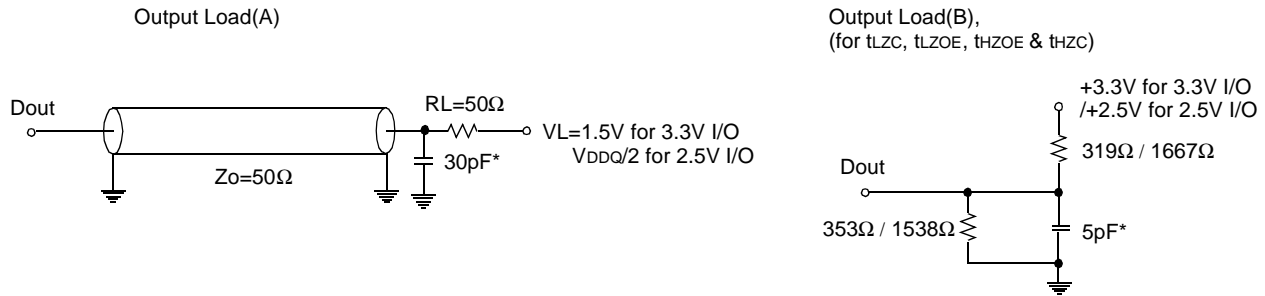 Output Load(A)
Dout
Zo=50Ω
RL=50Ω
30pF*
VL=1.5V for 3.3V I/O
VDDQ/2 for 2.5V I/O
Output Load(B),
(for tLZC, tLZOE, tHZOE & tHZC)
+3.3V for 3.3V I/O
/+2.5V for 2.5V I/O
319Ω / 1667Ω
Dout
353Ω / 1538Ω
5pF*